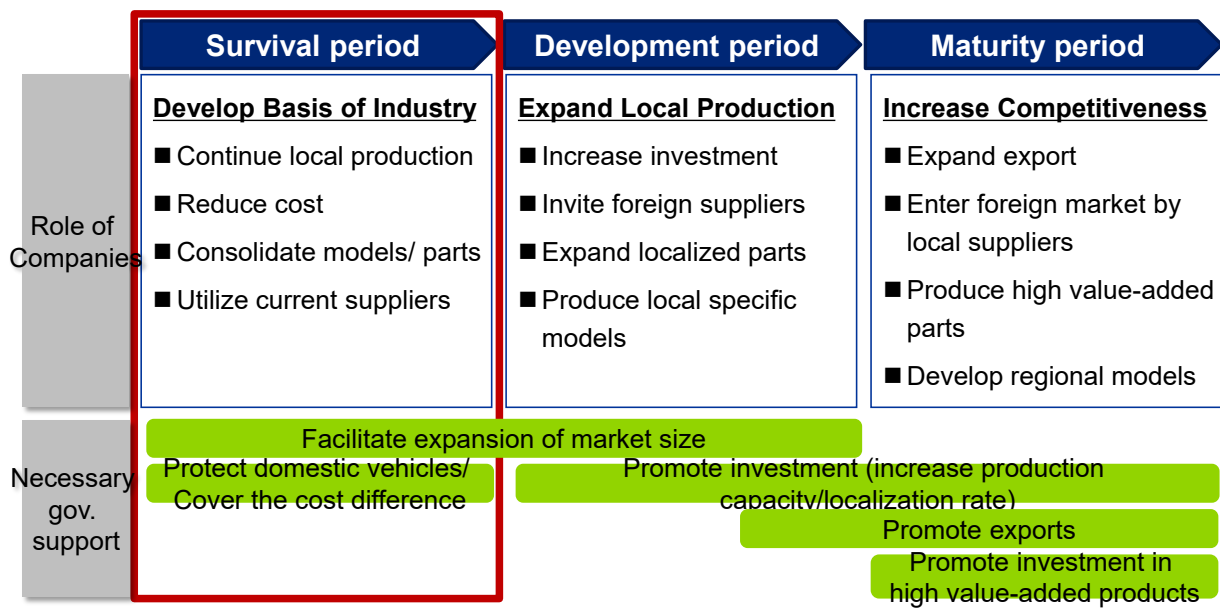 Survival period
Development period
Maturity period
Role of
Companies
Develop Basis of Industry
■ Continue local production
■ Reduce cost
■ Consolidate models/ parts
■ Utilize current suppliers
Expand Local Production
■ Increase investment
■ Invite foreign suppliers
■ Expand localized parts
■ Produce local specific
models
Increase Competitiveness
■ Expand export
■ Enter foreign market by
local suppliers
■ Produce high value-added
parts
■ Develop regional models
Necessary
gov.
support
Facilitate expansion of market size
Protect domestic vehicles/
Cover the cost difference
Promote investment (increase production
capacity/localization rate)
Promote exports
Promote investment in
high value-added products